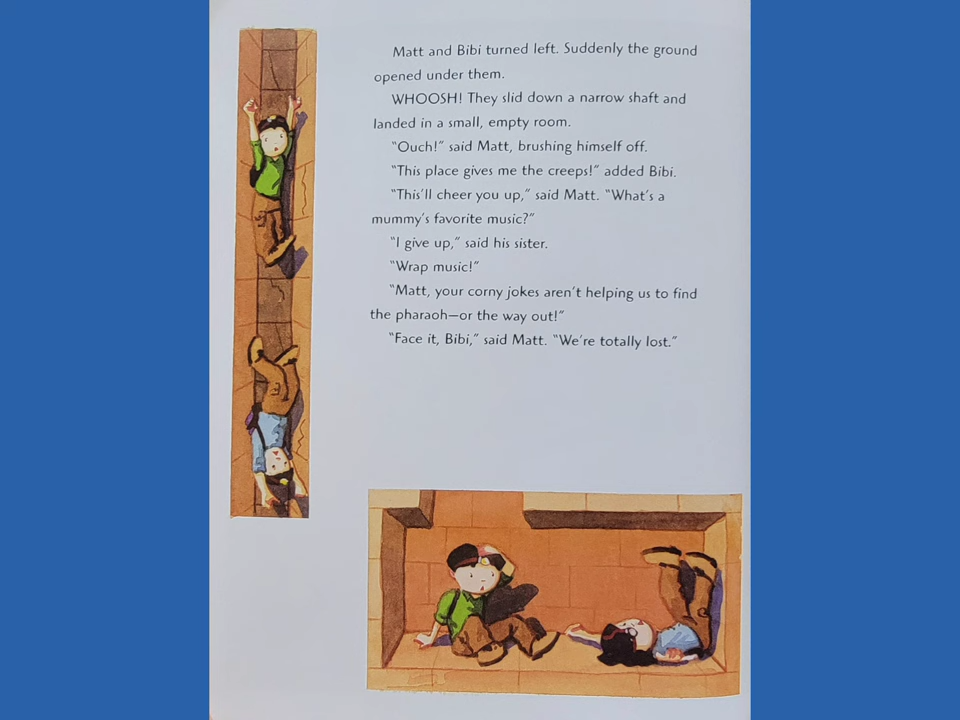 Matt and Bibi turned left. Suddenly the ground
opened under them.
WHOOSH! They slid down a narrow shaft and
landed in a small, empty room.
"Ouch!" said Matt, brushing himself off.
"This place gives me the creeps!" added Bibi.
"This'll cheer you up," said Matt. "What's a
mummy's favorite music?"
"I give up," said his sister.
"Wrap music!"
"Matt, your corny jokes aren't helping us to find
the pharaoh—or the way out!"
"Face it, Bibi," said Matt. "We're totally lost."